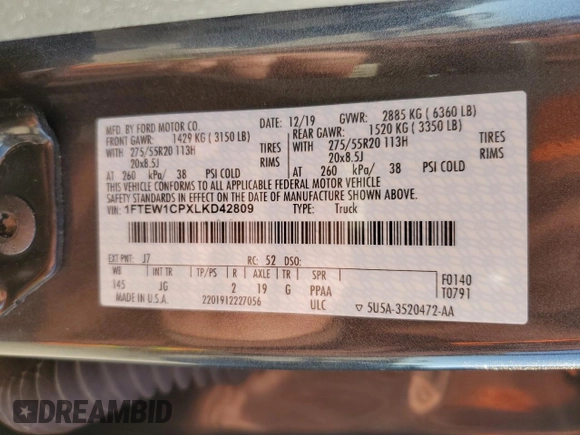 MFD. BY FORD MOTOR CO. DATE: 12/19 GVWR: 2885 KG ( 6360 LB)
FRONT GAWR: 1429 KG ( 3150 LB) REAR GAWR: 1520 KG ( 3350 LB)
WITH 275/55R20 113H TIRES WITH 275/55R20 113H TIRES
20x8.5J RIMS 20x8.5J RIMS
AT 260 kPa/ 38 PSI COLD AT 260 kPa/ 38 PSI COLD
THIS VEHICLE CONFORMS TO ALL APPLICABLE FEDERAL MOTOR VEHICLE
SAFETY STANDARDS IN EFFECT ON THE DATE OF MANUFACTURE SHOWN ABOVE.
VIN: 1FTEW1CPXLKD42809 TYPE: Truck
EXT PNT: J7 RC: 52 DSO:
WB INT TR TP/PS R AXLE TR SPR F0140
145 JG 2 19 G PPAA T0791
MADE IN U.S.A. 2201912227056 ULC ▽ 5U5A-3520472-AA
DREAMBID